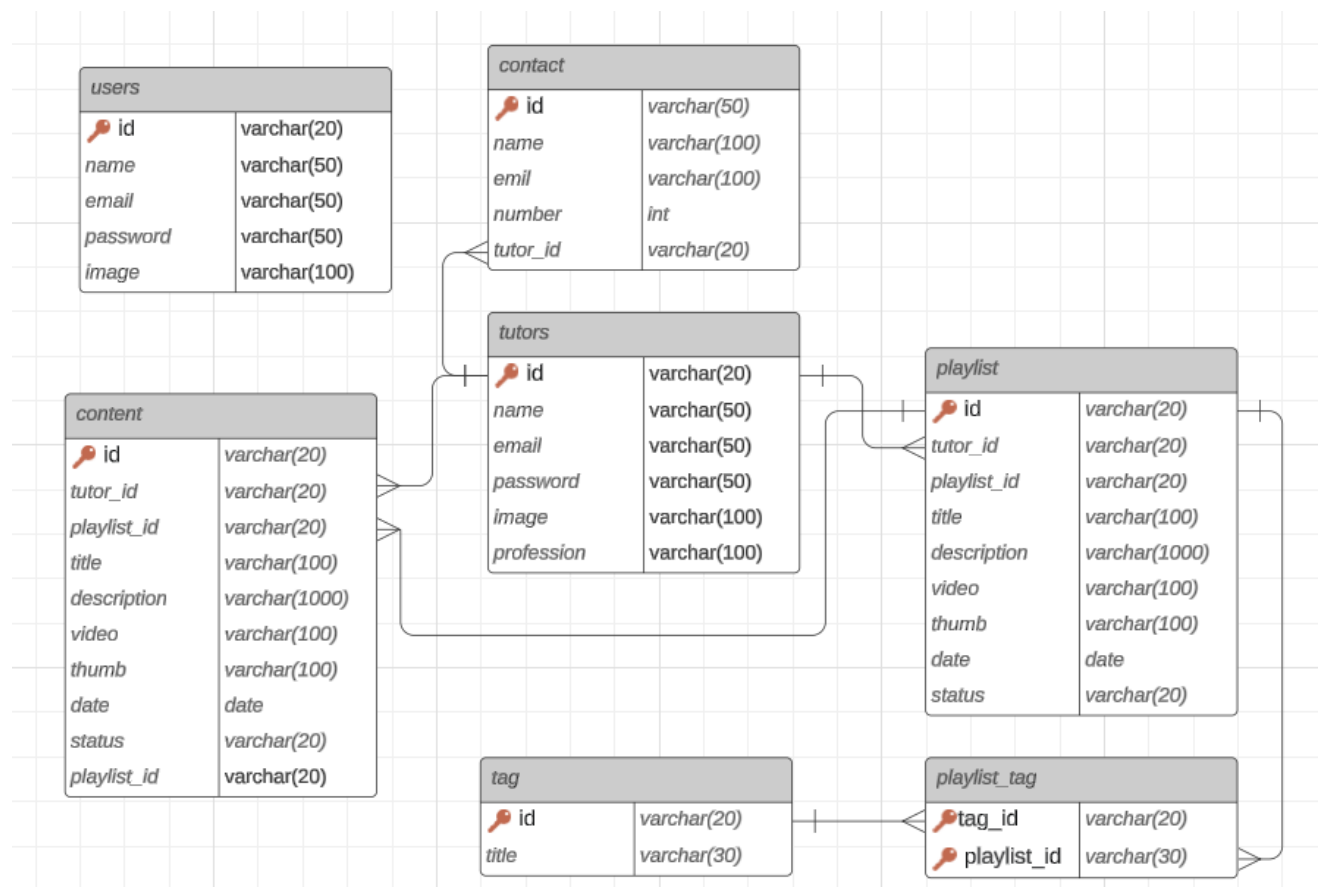 users
id varchar(20)
name varchar(50)
email varchar(50)
password varchar(50)
image varchar(100)
contact
id varchar(50)
name varchar(100)
emil varchar(100)
number int
tutor_id varchar(20)
tutors
id varchar(20)
name varchar(50)
email varchar(50)
password varchar(50)
image varchar(100)
profession varchar(100)
content
id varchar(20)
tutor_id varchar(20)
playlist_id varchar(20)
title varchar(100)
description varchar(1000)
video varchar(100)
thumb varchar(100)
date date
status varchar(20)
playlist_id varchar(20)
playlist
id varchar(20)
tutor_id varchar(20)
playlist_id varchar(20)
title varchar(100)
description varchar(1000)
video varchar(100)
thumb varchar(100)
date date
status varchar(20)
tag
id varchar(20)
title varchar(30)
playlist_tag
tag_id varchar(20)
playlist_id varchar(30)